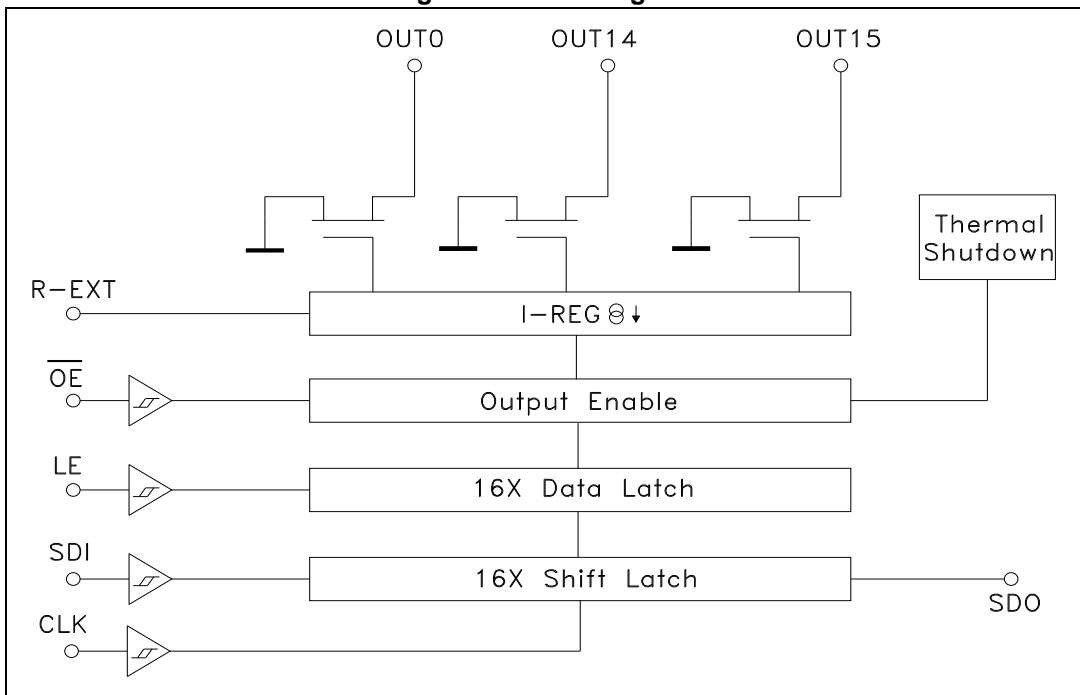 OUT0 OUT14 OUT15
Thermal
Shutdown
R-EXT
I-REG
OE
Output Enable
LE
16X Data Latch
SDI
16X Shift Latch
SDO
CLK